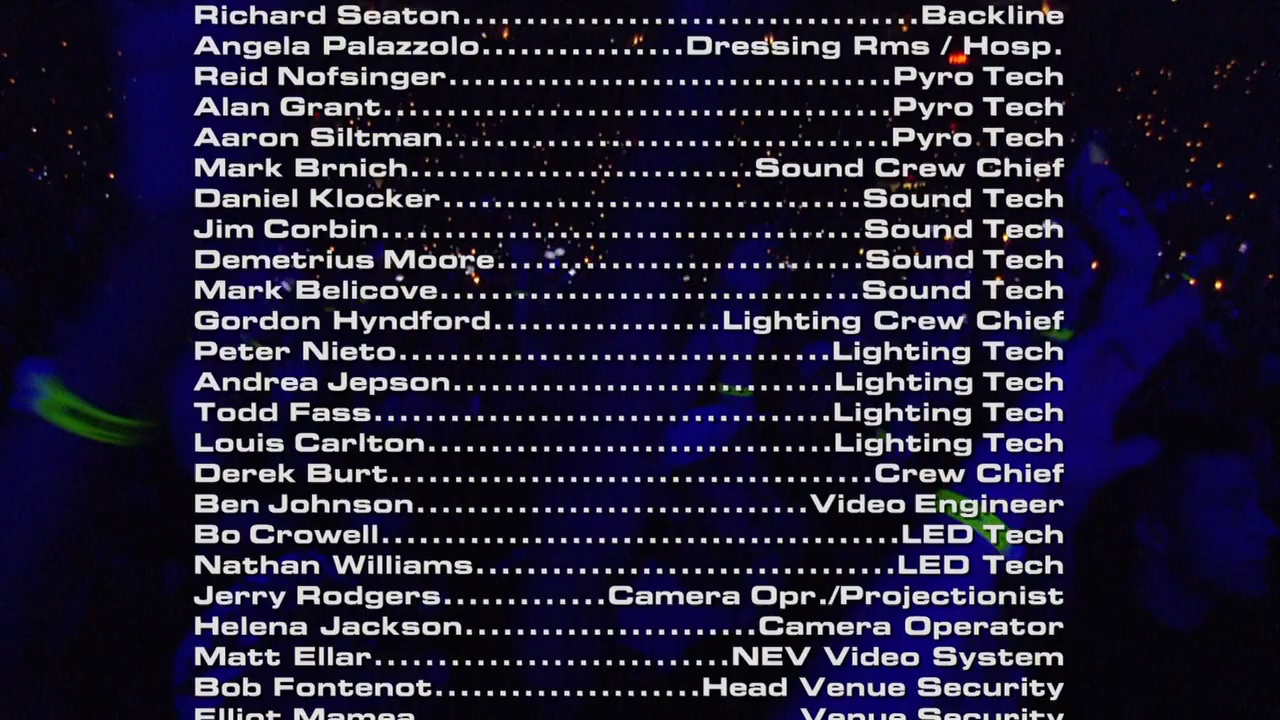 Richard Seaton......................................Backline
Angela Palazzolo...............Dressing Rms / Hosp.
Reid Nofsinger.....................................Pyro Tech
Alan Grant..........................................Pyro Tech
Aaron Siltman.....................................Pyro Tech
Mark Brnich............................Sound Crew Chief
Daniel Klocker...................................Sound Tech
Jim Corbin........................................Sound Tech
Demetrius Moore..............................Sound Tech
Mark Belicove...................................Sound Tech
Gordon Hyndford...................Lighting Crew Chief
Peter Nieto....................................Lighting Tech
Andrea Jepson................................Lighting Tech
Todd Fass......................................Lighting Tech
Louis Carlton..................................Lighting Tech
Derek Burt........................................Crew Chief
Ben Johnson................................Video Engineer
Bo Crowell...........................................LED Tech
Nathan Williams...................................LED Tech
Jerry Rodgers.............Camera Opr./Projectionist
Helena Jackson........................Camera Operator
Matt Ellar..............................NEV Video System
Bob Fontenot......................Head Venue Security
Elliot Mamea................................Venue Security